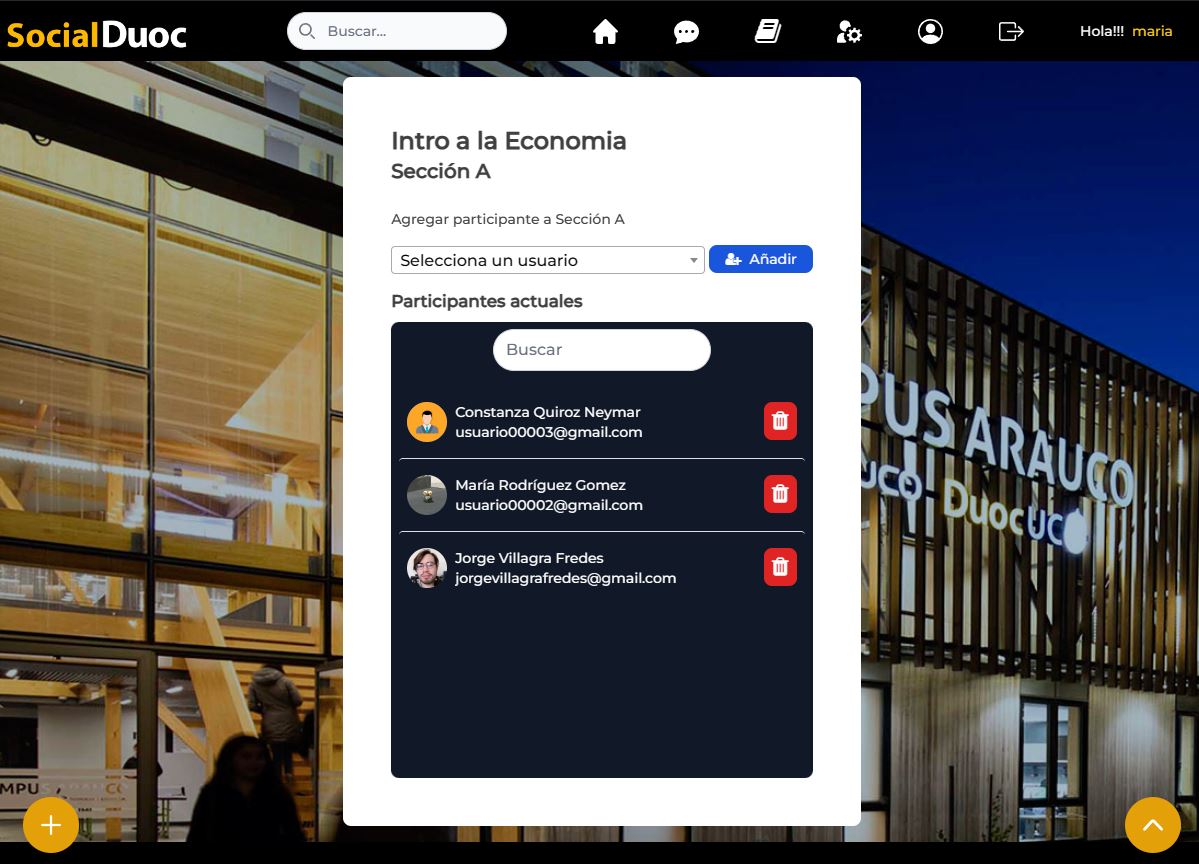 SocialDuoc
Buscar...
Hola!!! maria
Intro a la Economia
Sección A
Agregar participante a Sección A
Selecciona un usuario
Añadir
Participantes actuales
Buscar
Constanza Quiroz Neymar
usuario00003@gmail.com
María Rodríguez Gomez
usuario00002@gmail.com
Jorge Villagra Fredes
jorgevillagrafredes@gmail.com
PUS ARAUCO
UCO
DuocUC
MPUS ARAUCO